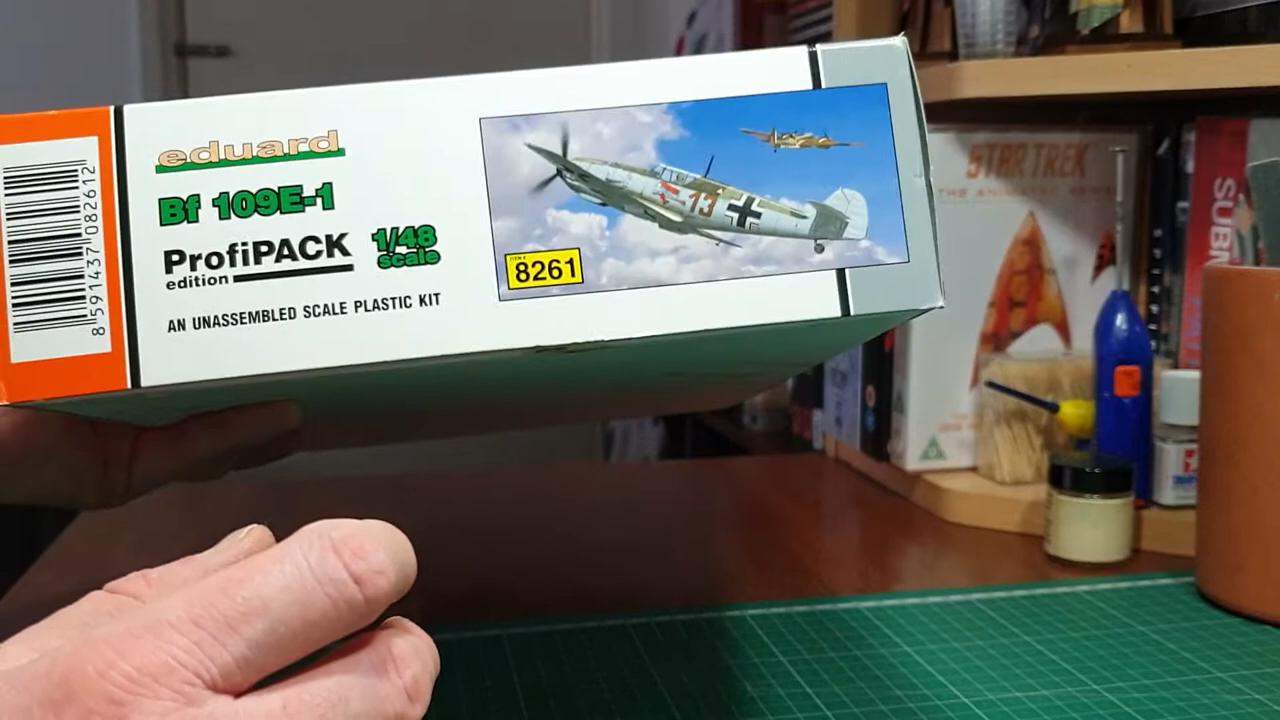 eduard
Bf 109E-1
ProfiPACK
edition
1/48
scale
AN UNASSEMBLED SCALE PLASTIC KIT
8 591437 082612
13
ITEM #
8261
STAR TREK
THE ANIMATED SERIES
U